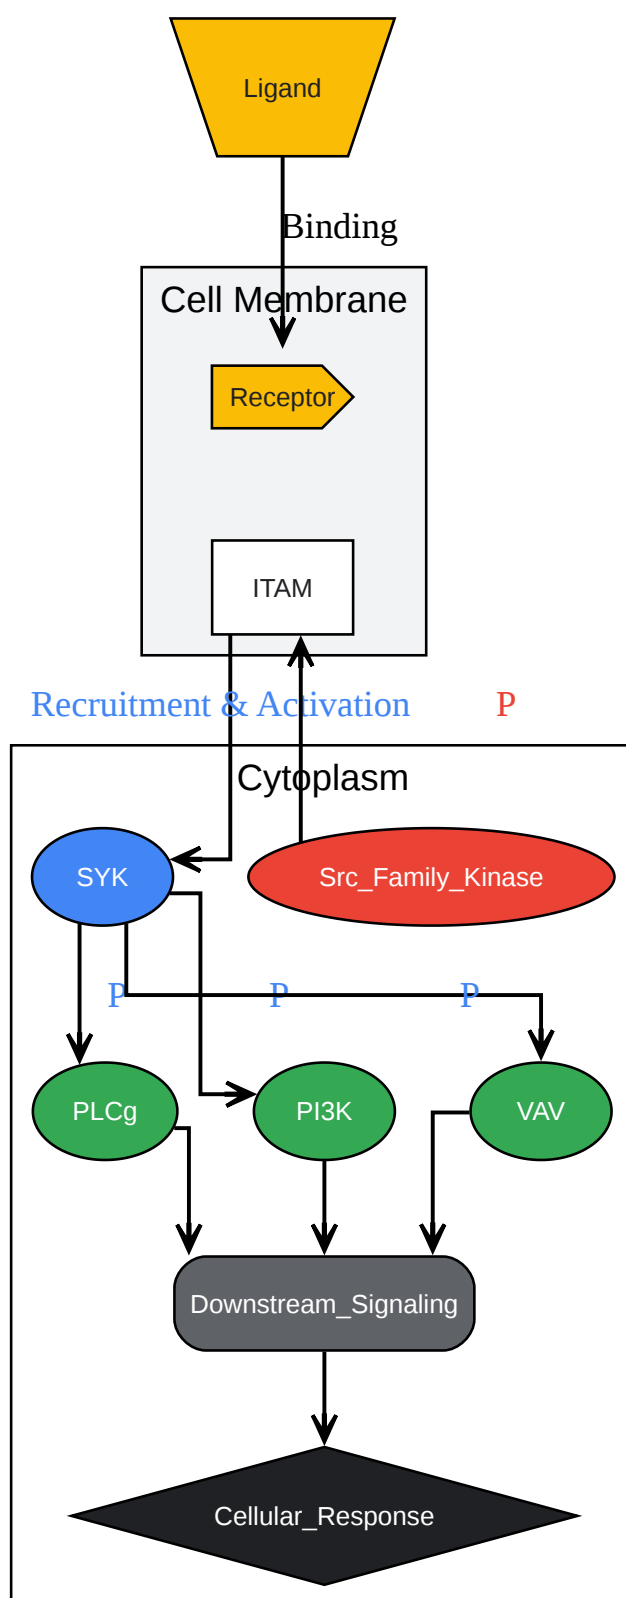 Ligand
Binding
Cell Membrane
Receptor
ITAM
Recruitment & Activation
P
Cytoplasm
SYK
Src_Family_Kinase
P
P
P
PLCg
PI3K
VAV
Downstream_Signaling
Cellular_Response